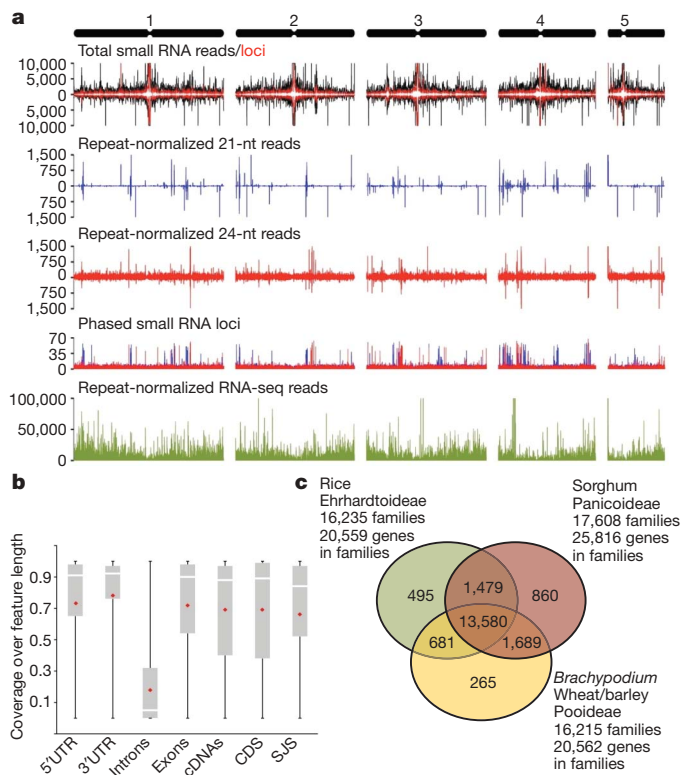 a
1 2 3 4 5
Total small RNA reads/loci
10,000
5,000
0
5,000
10,000
Repeat-normalized 21-nt reads
1,500
750
0
750
1,500
Repeat-normalized 24-nt reads
1,500
750
0
750
1,500
Phased small RNA loci
70
35
0
Repeat-normalized RNA-seq reads
100,000
50,000
0
b
Coverage over feature length
0.9
0.7
0.5
0.3
0.1
5′UTR
3′UTR
Introns
Exons
cDNAs
CDS
SJS
c
Rice
Ehrhardtoideae
16,235 families
20,559 genes
in families
Sorghum
Panicoideae
17,608 families
25,816 genes
in families
495
1,479
860
13,580
681
1,689
265
Brachypodium
Wheat/barley
Pooideae
16,215 families
20,562 genes
in families